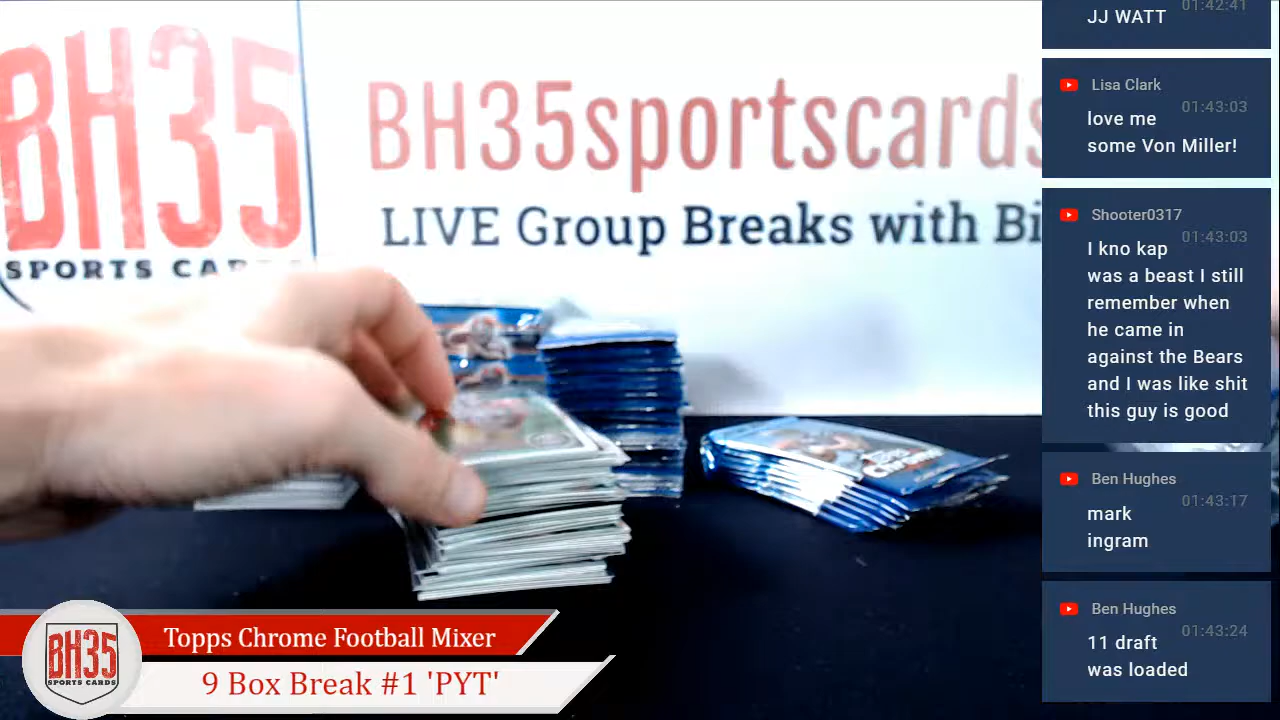 BH35
SPORTS CA
BH35sportscards
LIVE Group Breaks with Bi
JJ WATT
01:42:41
Lisa Clark
01:43:03
love me
some Von Miller!
Shooter0317
01:43:03
I kno kap
was a beast I still
remember when
he came in
against the Bears
and I was like shit
this guy is good
Ben Hughes
01:43:17
mark
ingram
Ben Hughes
01:43:24
11 draft
was loaded
BH35
SPORTS CARDS
Topps Chrome Football Mixer
9 Box Break #1 'PYT'